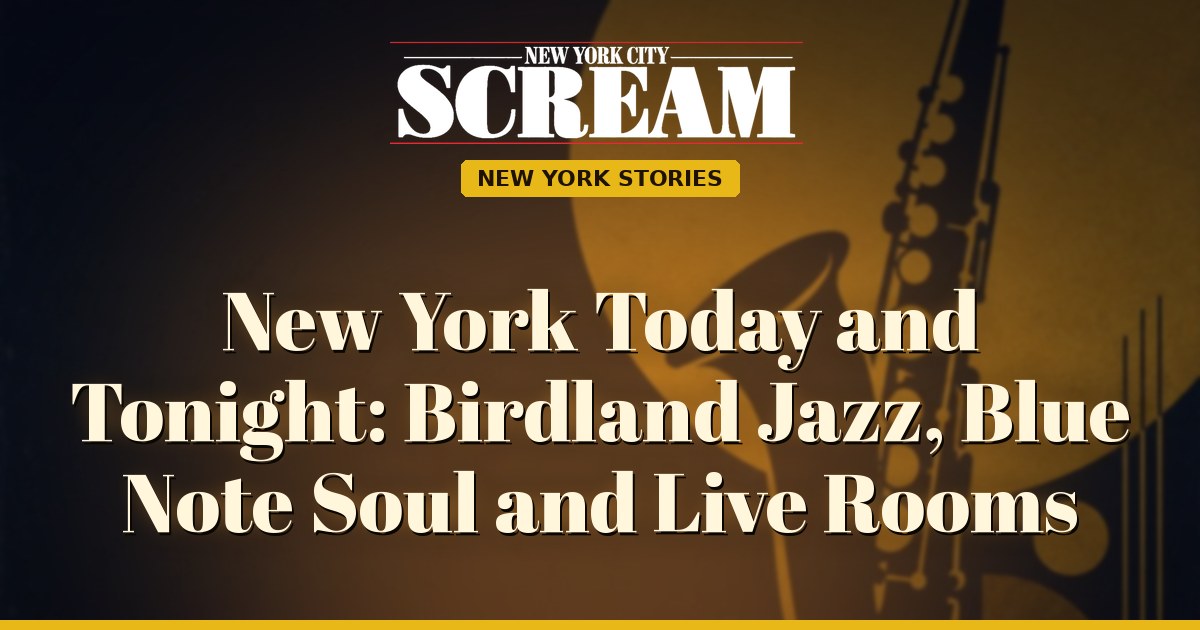 NEW YORK CITY
SCREAM
NEW YORK STORIES
New York Today and
Tonight: Birdland Jazz, Blue
Note Soul and Live Rooms